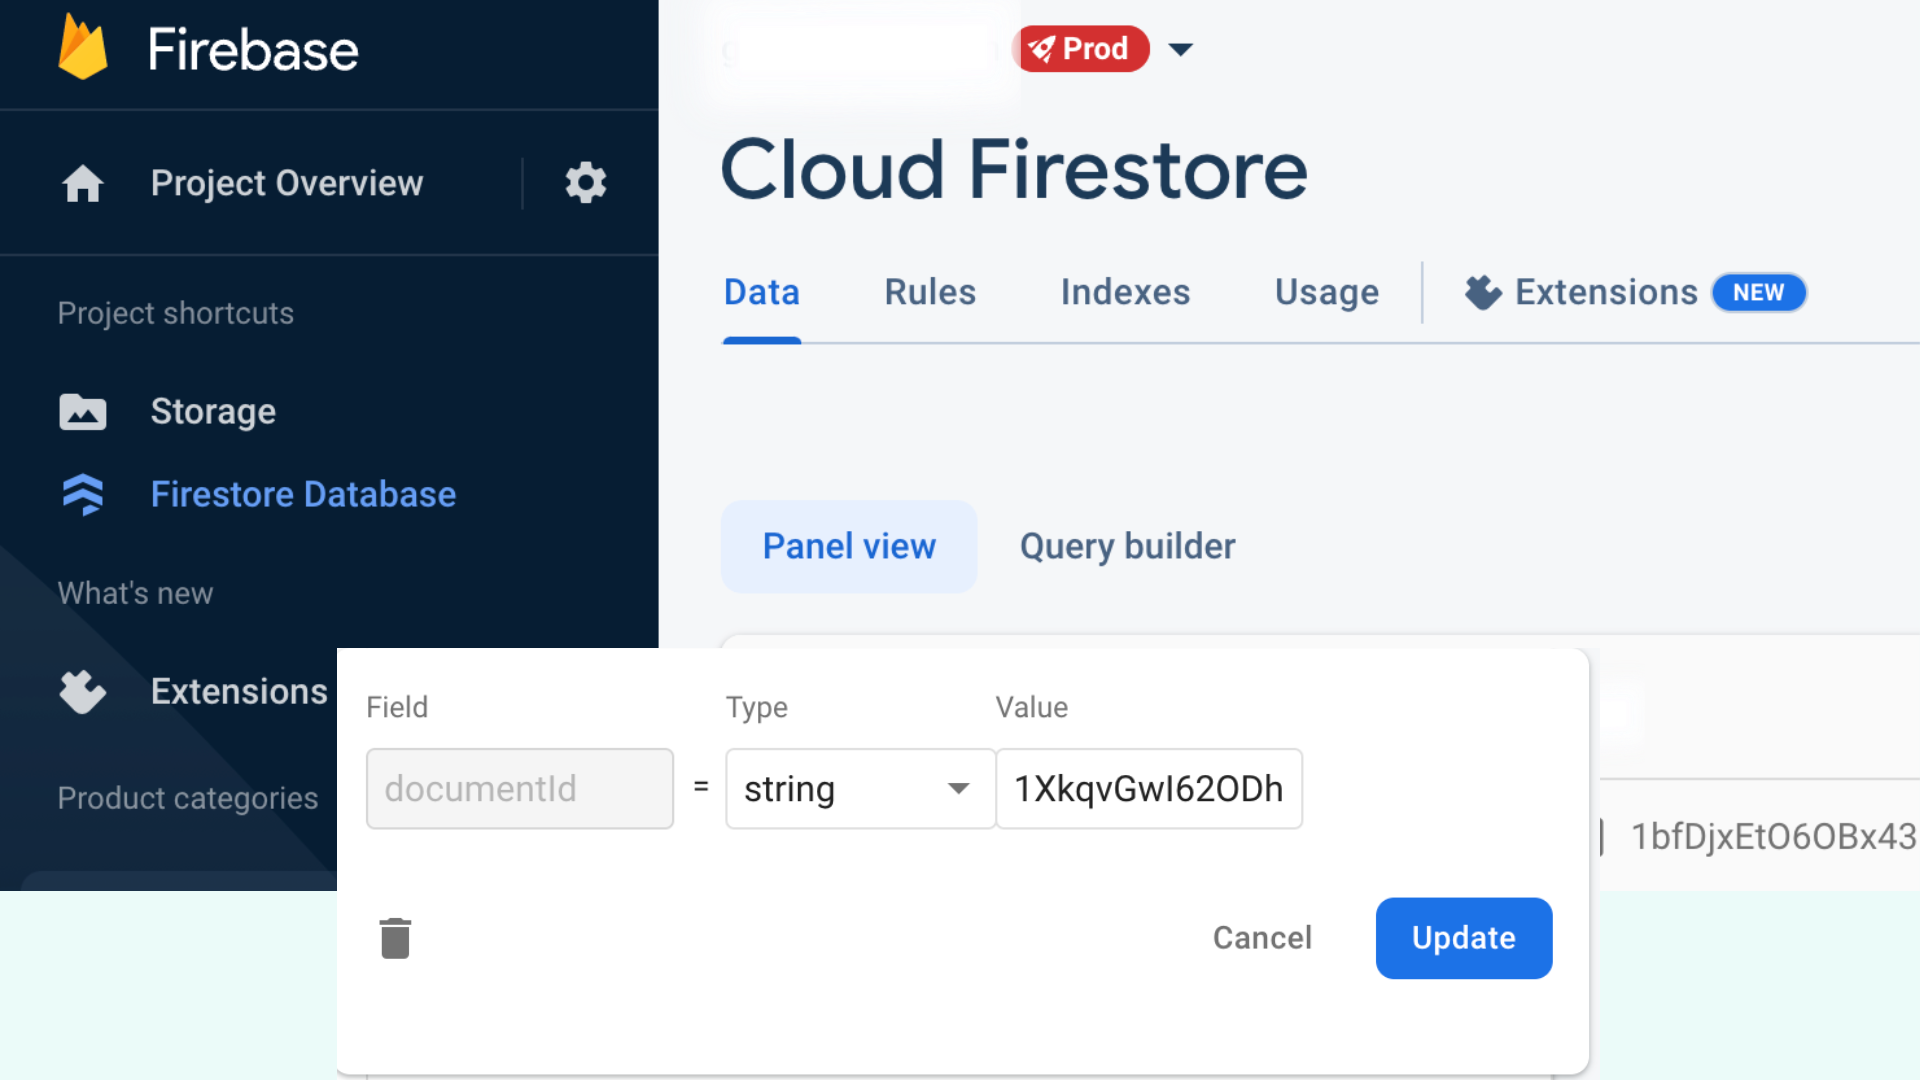 Firebase
Project Overview
Project shortcuts
Storage
Firestore Database
What's new
Extensions
Product categories
Prod
Cloud Firestore
Data Rules Indexes Usage Extensions NEW
Panel view Query builder
Field Type Value
documentId = string 1XkqvGwI62ODh
1bfDjxEtO6OBx43
Cancel Update